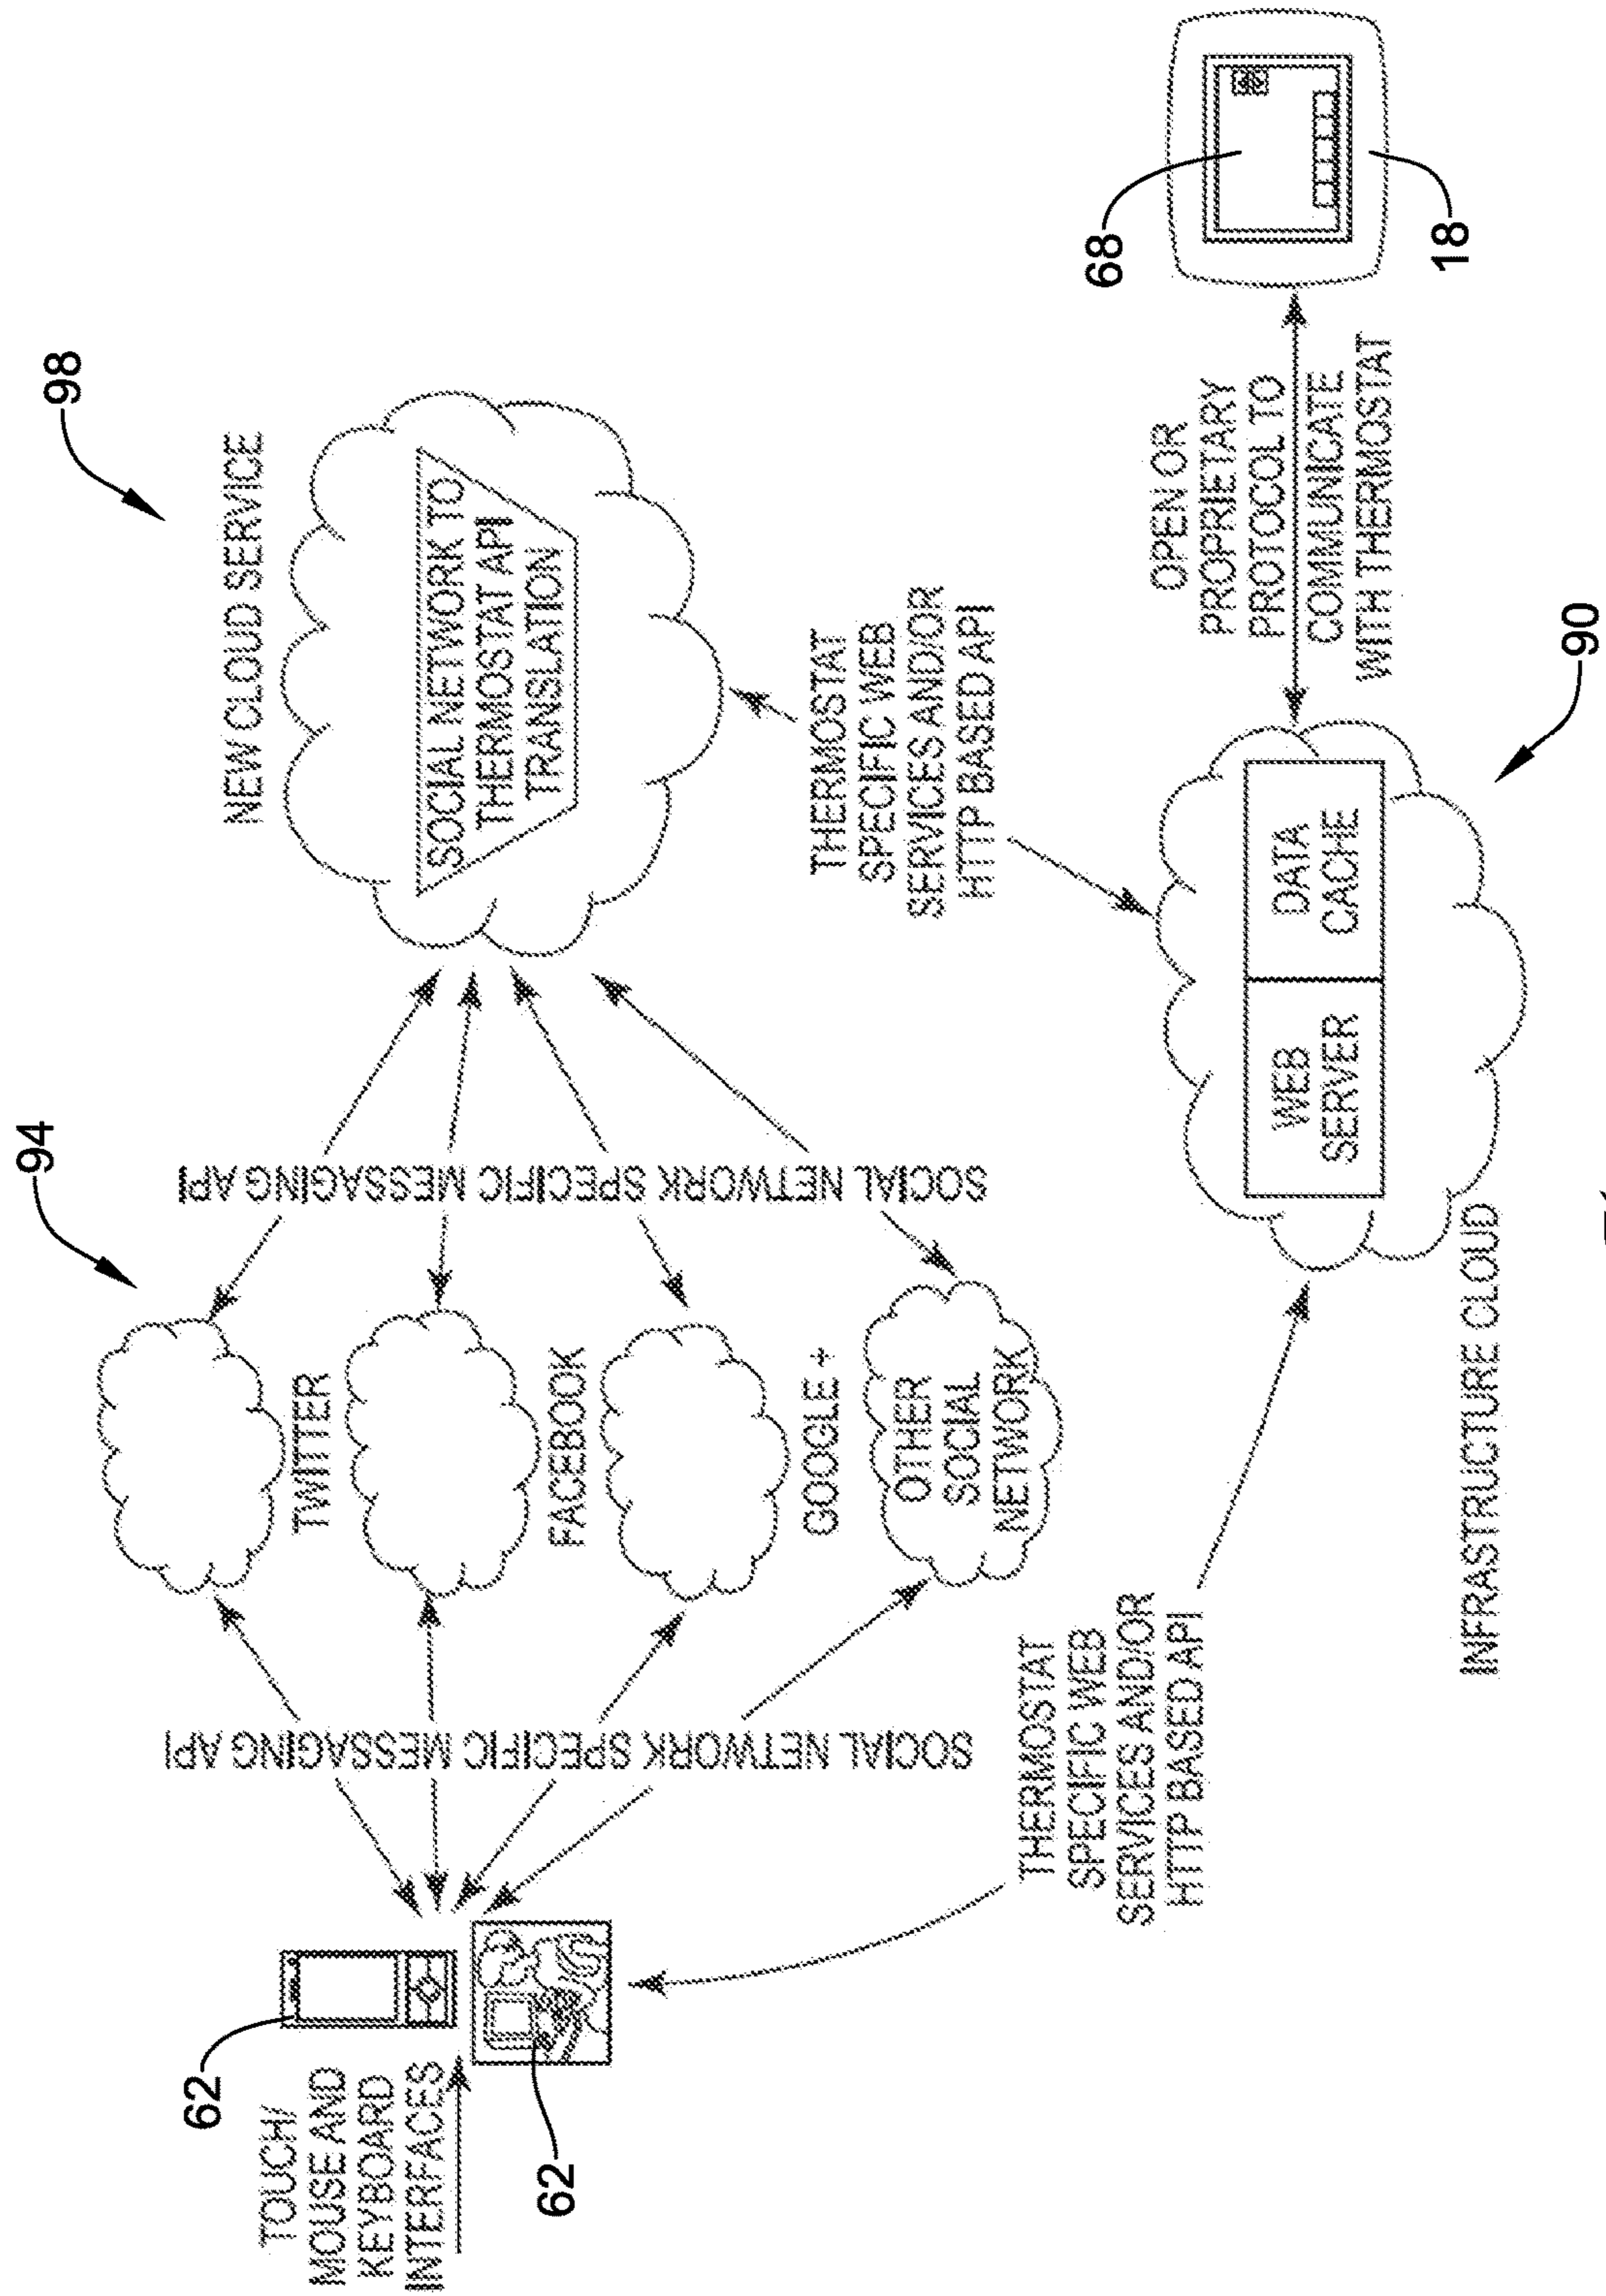 94
98
NEW CLOUD SERVICE
SOCIAL NETWORK TO
THERMOSTAT API
TRANSLATION
SOCIAL NETWORK SPECIFIC MESSAGING API
SOCIAL NETWORK SPECIFIC MESSAGING API
TWITTER
FACEBOOK
GOOGLE +
OTHER
SOCIAL
NETWORK
62
TOUCH/
MOUSE AND
KEYBOARD
INTERFACES
62
THERMOSTAT
SPECIFIC WEB
SERVICES AND/OR
HTTP BASED API
THERMOSTAT
SPECIFIC WEB
SERVICES AND/OR
HTTP BASED API
WEB
SERVER
DATA
CACHE
INFRASTRUCTURE CLOUD
90
OPEN OR
PROPRIETARY
PROTOCOL TO
COMMUNICATE
WITH THERMOSTAT
68
18